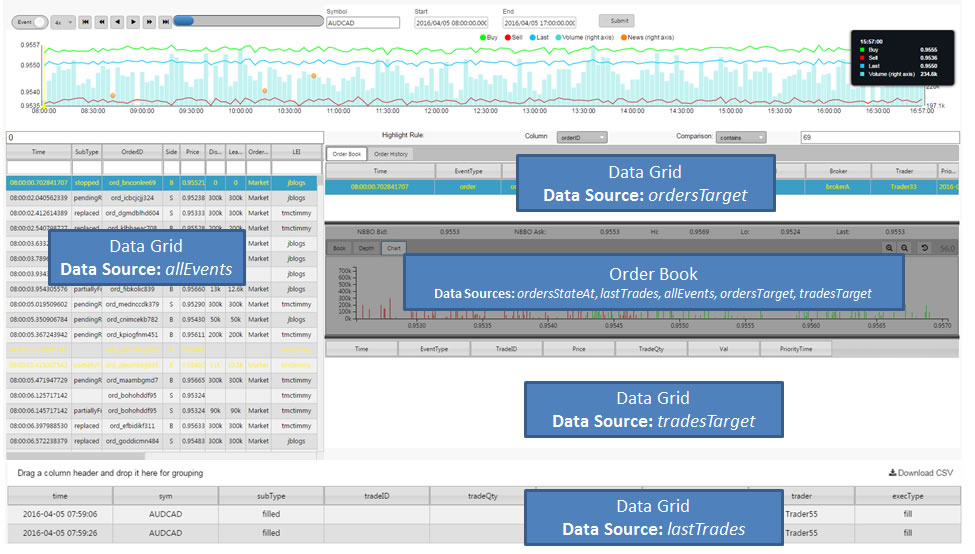 Symbol Start End
Event 4x AUDCAD 2016/04/05 08:00:00.000 2016/04/05 17:00:00.000 Submit
Buy Sell Last Volume (right axis) News (right axis)
0.9557
0.9550
0.9540
0.9535
15:57:00
Buy 0.9555
Sell 0.9536
Last 0.9550
Volume (right axis) 234.6k
197.1k
08:00:00 08:30:00 09:00:00 09:30:00 10:00:00 10:30:00 11:00:00 11:30:00 12:00:00 12:30:00 13:00:00 13:30:00 14:00:00 14:30:00 15:00:00 15:30:00 16:00:00 16:30:00 16:57:00
0
Highlight Rule: Column orderID Comparison: contains 69
Time SubType OrderID Side Price Dis... Lea... Order... LEI
08:00:00.702841707 stopped ord_bnconlee69 B 0.95521 0 0 Market jblogs
08:00:02.040562339 pendingR ord_icbcjcjj324 S 0.95238 300k 300k Market jblogs
08:00:02.412614389 replaced ord_dgmdblhd604 S 0.95333 300k 300k Market tmctimmy
08:00:02.540798727 replaced B 0.95528 200k 200k Market tmctimmy
08:00:03.633
08:00:03.789
08:00:03.934
08:00:03.954305576 partiallyFi ord_fibkolic839 B 0.95660 13k 12.6k Market jblogs
08:00:05.019509602 pendingR ord_mednccdk379 S 0.95290 300k 300k Market tmctimmy
08:00:05.350906784 pendingR ord_cnimcekb782 S 0.95430 50k 50k Market jblogs
08:00:05.367243942 pendingR ord_kpiogfnm451 B 0.95611 200k 200k Market tmctimmy
08:00:05.471947729 pendingR ord_maambgmd7 B 0.95665 300k 300k Market tmctimmy
08:00:06.125717142 ord_bohohddf95 S 0.95324 tmctimmy
08:00:06.145717142 partiallyFi ord_bohohddf95 S 0.95324 90k 90k Market tmctimmy
08:00:06.397988530 replaced ord_efbidikf311 B 0.95633 300k 300k Market jblogs
08:00:06.572238379 replaced ord_goddicmn484 S 0.95483 300k 300k Market jblogs
Data Grid
Data Source: allEvents
Order Book Order History
Time EventType Broker Trader Prio...
08:00:00.702841707 order brokerA Trader33 2016-0
Data Grid
Data Source: ordersTarget
NBBO Bid: 0.9553 NBBO Ask: 0.9553 Hi: 0.9569 Lo: 0.9524 Last: 0.9553
Book Depth Chart 56.0
Order Book
Data Sources: ordersStateAt, lastTrades, allEvents, ordersTarget, tradesTarget
700k
600k
500k
400k
300k
200k
100k
0k
0.9530 0.9535 0.9540 0.9545 0.9550 0.9555 0.9560 0.9565 0.9570
Time EventType TradeID Price TradeQty Val PriorityTime
Data Grid
Data Source: tradesTarget
Drag a column header and drop it here for grouping Download CSV
time sym subType tradeID tradeQty trader execType
2016-04-05 07:59:06 AUDCAD filled Trader55 fill
2016-04-05 07:59:26 AUDCAD filled Trader55 fill
Data Grid
Data Source: lastTrades